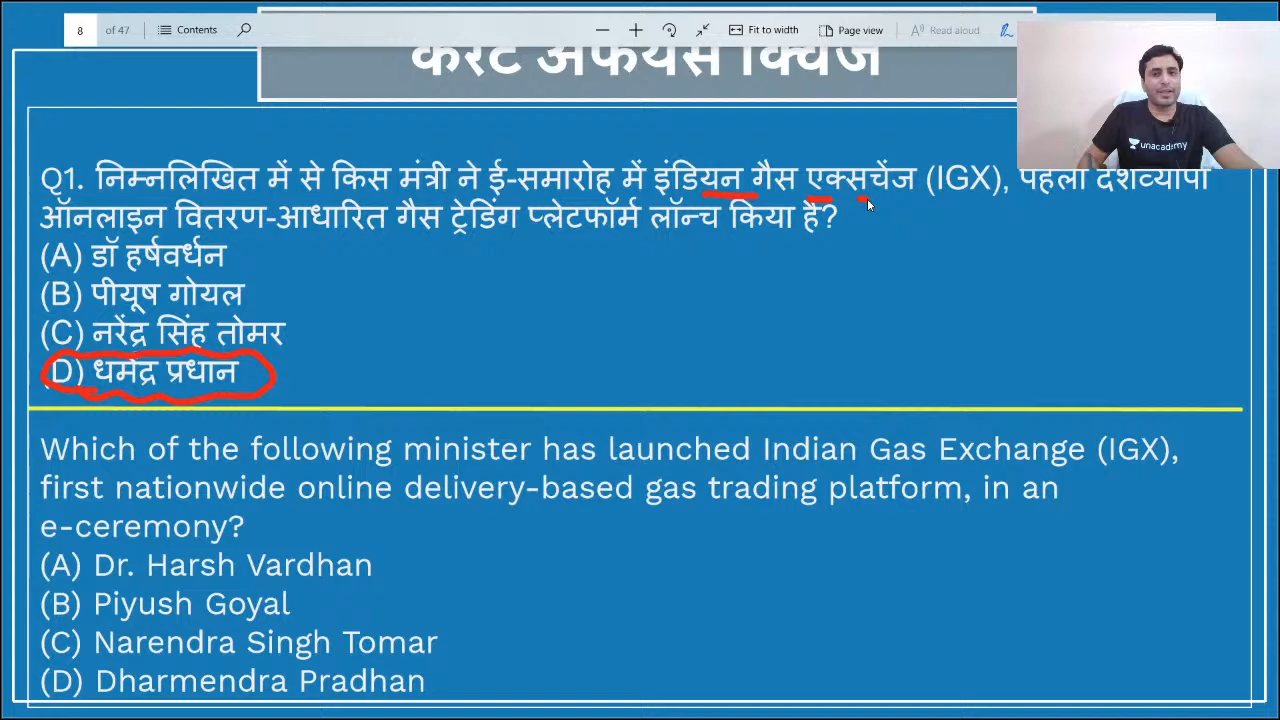 8 of 47 Contents Fit to width Page view Read aloud
करंट अफेयर्स क्विज
unacademy
Q1. निम्नलिखित में से किस मंत्री ने ई-समारोह में इंडियन गैस एक्सचेंज (IGX), पहला देशव्यापी
ऑनलाइन वितरण-आधारित गैस ट्रेडिंग प्लेटफॉर्म लॉन्च किया है?
(A) डॉ हर्षवर्धन
(B) पीयूष गोयल
(C) नरेंद्र सिंह तोमर
(D) धर्मेंद्र प्रधान
Which of the following minister has launched Indian Gas Exchange (IGX),
first nationwide online delivery-based gas trading platform, in an
e-ceremony?
(A) Dr. Harsh Vardhan
(B) Piyush Goyal
(C) Narendra Singh Tomar
(D) Dharmendra Pradhan